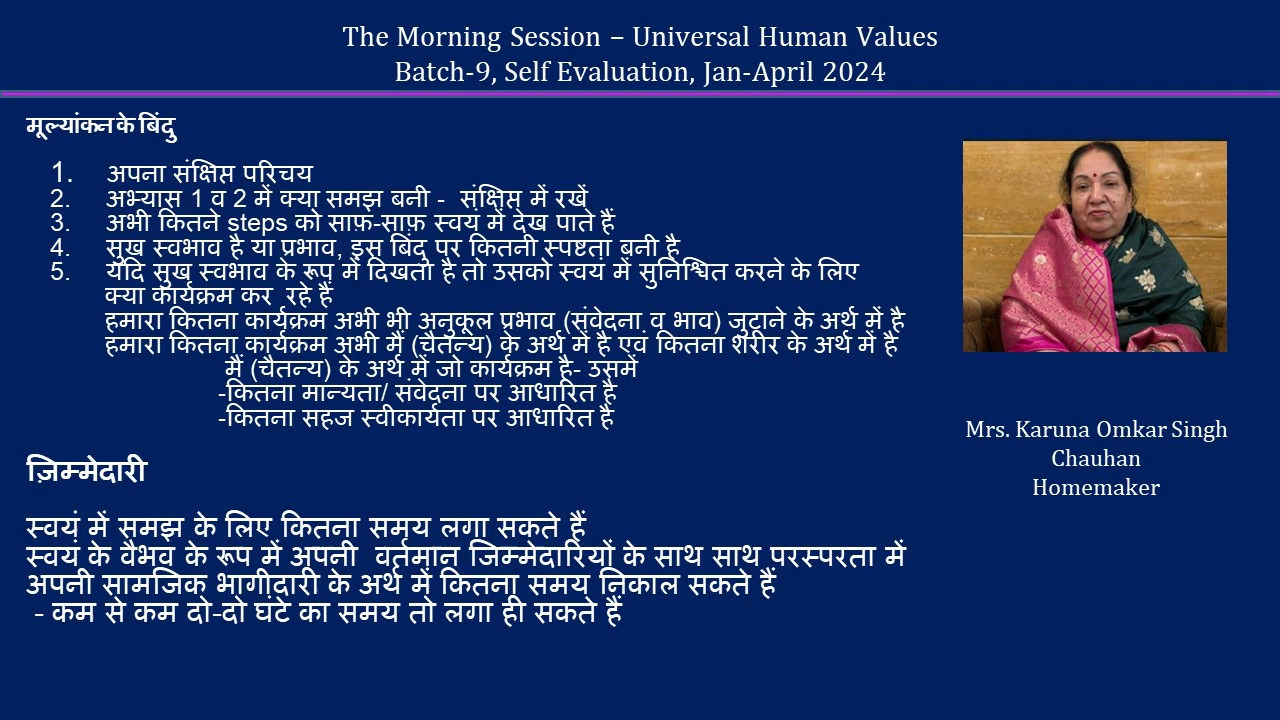 The Morning Session – Universal Human Values
Batch-9, Self Evaluation, Jan-April 2024
मूल्यांकन के बिंदु
1. अपना संक्षिप्त परिचय
2. अभ्यास 1 व 2 में क्या समझ बनी - संक्षिप्त में रखें
3. अभी कितने steps को साफ़-साफ़ स्वयं में देख पाते हैं
4. सुख स्वभाव है या प्रभाव, इस बिंदु पर कितनी स्पष्टता बनी है
5. यदि सुख स्वभाव के रूप में दिखता है तो उसको स्वयं में सुनिश्चित करने के लिए
क्या कार्यक्रम कर रहे हैं
हमारा कितना कार्यक्रम अभी भी अनुकूल प्रभाव (संवेदना व भाव) जुटाने के अर्थ में है
हमारा कितना कार्यक्रम अभी मैं (चैतन्य) के अर्थ में है एवं कितना शरीर के अर्थ में है
मैं (चैतन्य) के अर्थ में जो कार्यक्रम है- उसमें
-कितना मान्यता/ संवेदना पर आधारित है
-कितना सहज स्वीकार्यता पर आधारित है
ज़िम्मेदारी
स्वयं में समझ के लिए कितना समय लगा सकते हैं
स्वयं के वैभव के रूप में अपनी वर्तमान जिम्मेदारियों के साथ साथ परस्परता में
अपनी सामजिक भागीदारी के अर्थ में कितना समय निकाल सकते हैं
- कम से कम दो-दो घंटे का समय तो लगा ही सकते हैं
Mrs. Karuna Omkar Singh
Chauhan
Homemaker